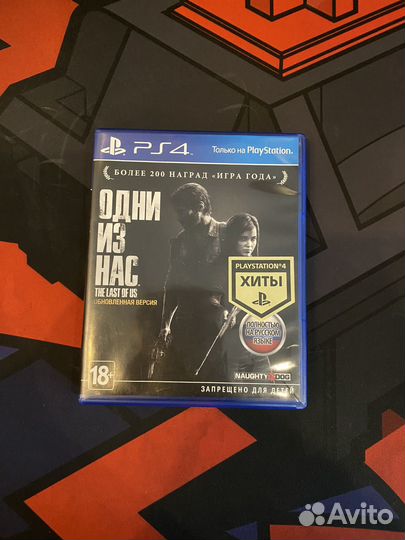 PS4
Только на PlayStation.
БОЛЕЕ 200 НАГРАД «ИГРА ГОДА»
ОДНИ
ИЗ
НАС
THE LAST OF US
ОБНОВЛЕННАЯ ВЕРСИЯ
PLAYSTATION®4
ХИТЫ
ПОЛНОСТЬЮ
НА РУССКОМ
ЯЗЫКЕ
18+
NAUGHTY DOG
ЗАПРЕЩЕНО ДЛЯ ДЕТЕЙ
Avito